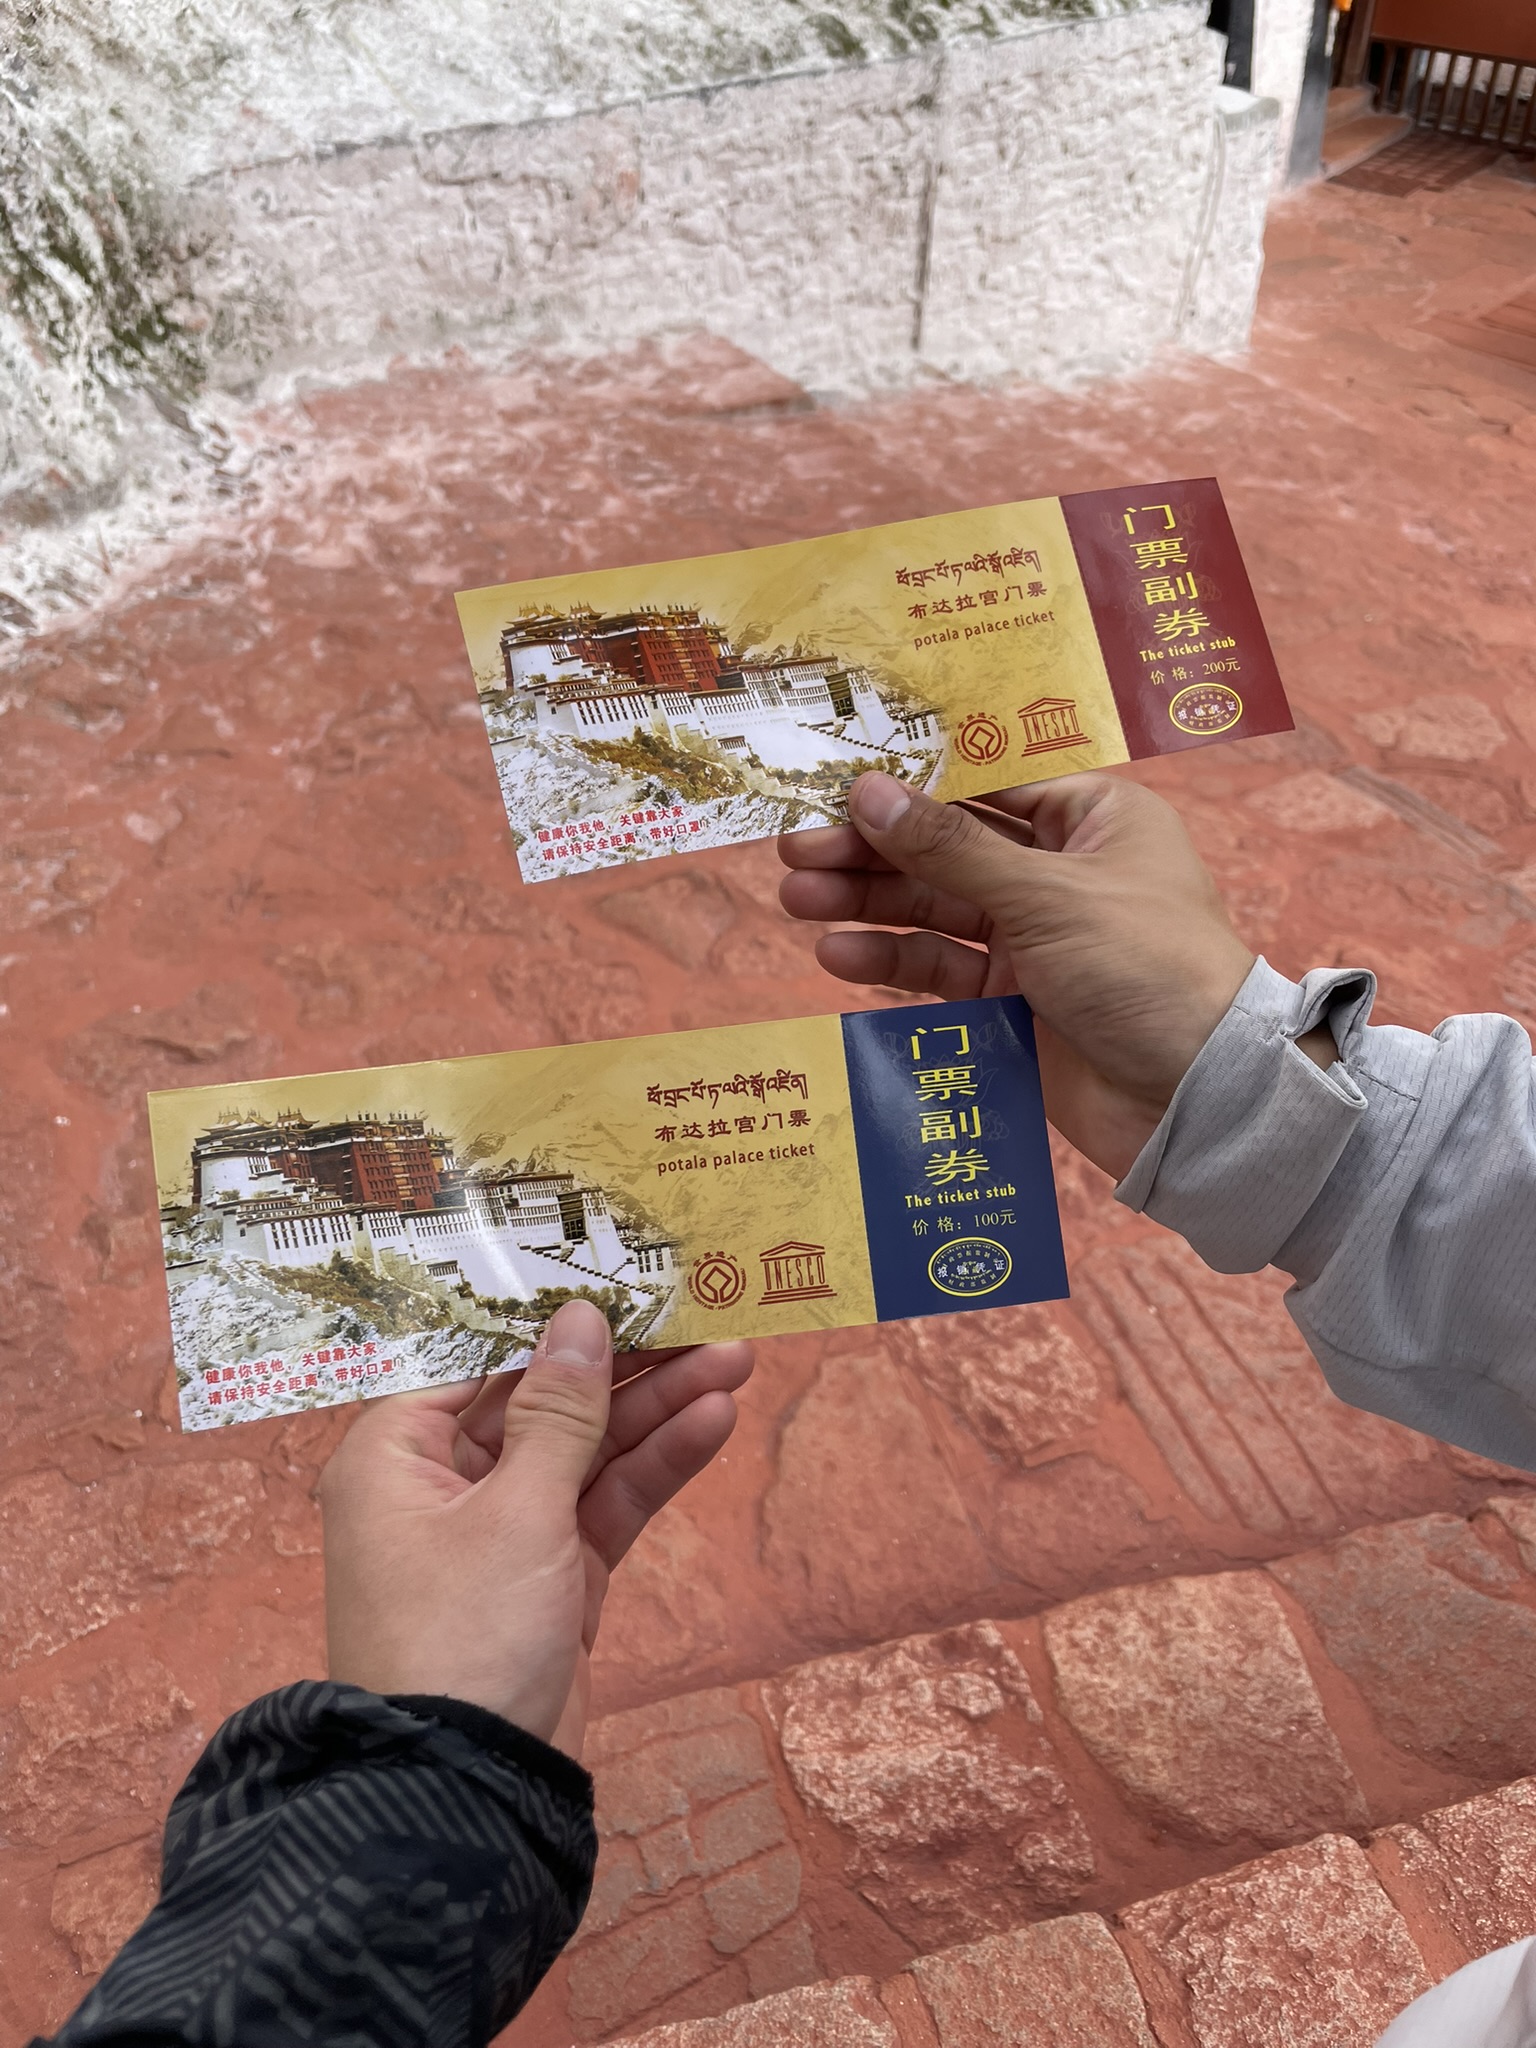 ཕོ་བྲང་པོ་ཏ་ལའི་སྒོ་འཛིན།
布达拉宫门票
potala palace ticket
UNESCO
健康你我他，关键靠大家
请保持安全距离，带好口罩
门票副券
The ticket stub
价 格：200元
ཕོ་བྲང་པོ་ཏ་ལའི་སྒོ་འཛིན།
布达拉宫门票
potala palace ticket
UNESCO
健康你我他，关键靠大家。
请保持安全距离，带好口罩
门票副券
The ticket stub
价 格：100元